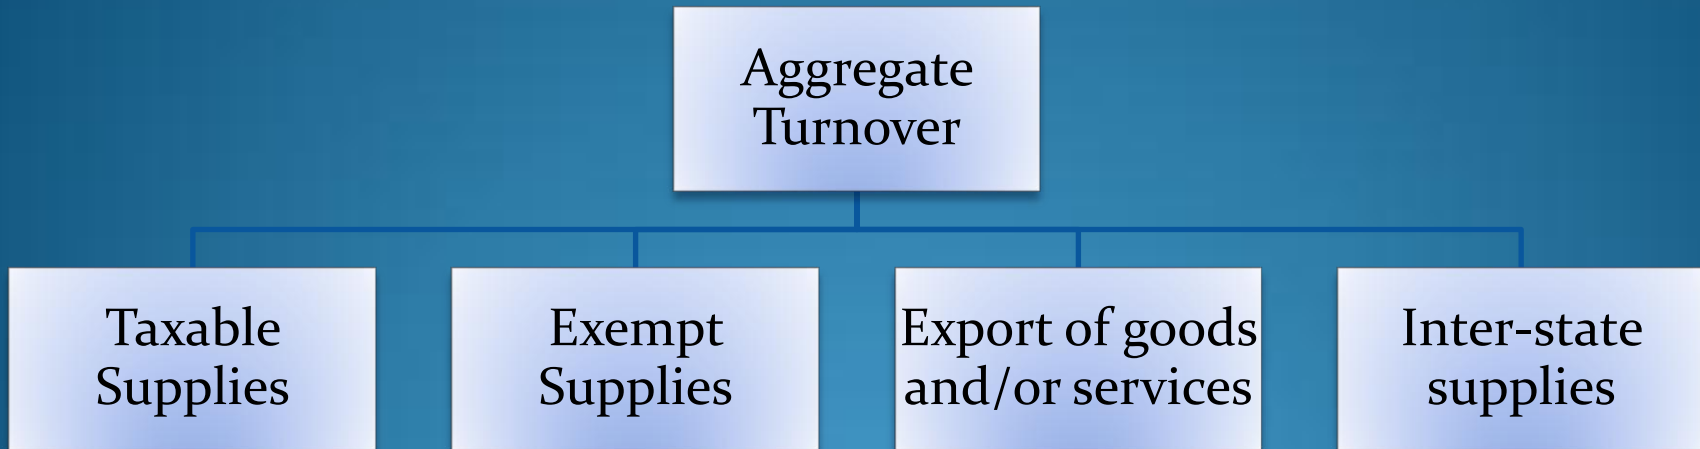 Aggregate
Turnover
Taxable
Supplies
Exempt
Supplies
Export of goods
and/or services
Inter-state
supplies